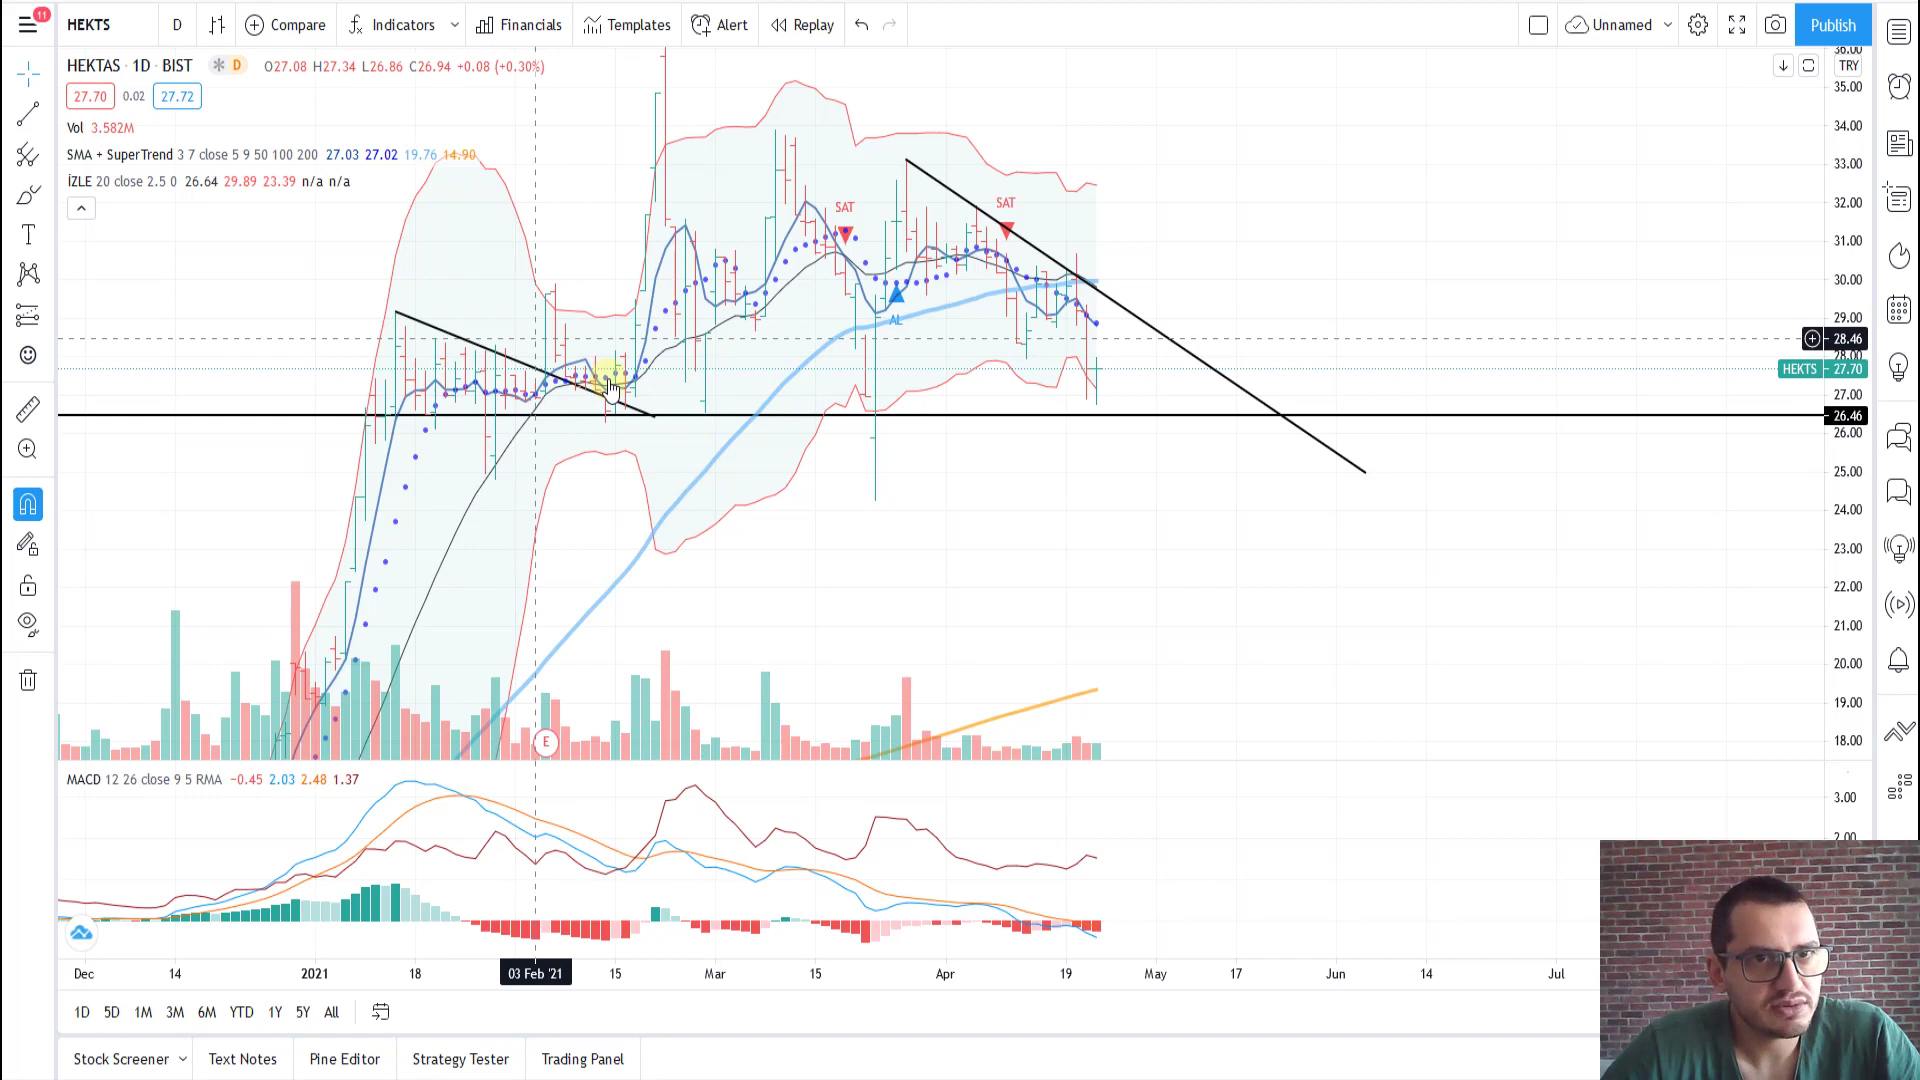 11
HEKTS D Compare Indicators Financials Templates Alert Replay Unnamed Publish
HEKTAS · 1D · BIST D O27.08 H27.34 L26.86 C26.94 +0.08 (+0.30%)
27.70 0.02 27.72
Vol 3.582M
SMA + SuperTrend 3 7 close 5 9 50 100 200 27.03 27.02 19.76 14.90
İZLE 20 close 2.5 0 26.64 29.89 23.39 n/a n/a
SAT
SAT
AL
E
36.00
TRY
35.00
34.00
33.00
32.00
31.00
30.00
29.00
28.46
28.00
HEKTS 27.70
27.00
26.46
26.00
25.00
24.00
23.00
22.00
21.00
20.00
19.00
18.00
MACD 12 26 close 9 5 RMA −0.45 2.03 2.48 1.37
3.00
2.00
Dec 14 2021 18 03 Feb '21 15 Mar 15 Apr 19 May 17 Jun 14 Jul
1D 5D 1M 3M 6M YTD 1Y 5Y All
Stock Screener Text Notes Pine Editor Strategy Tester Trading Panel